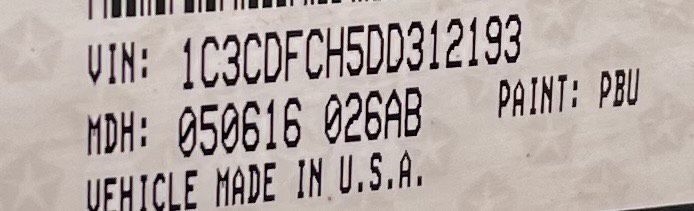 VIN: 1C3CDFCH5DD312193
MDH: 050616 026AB PAINT: PBU
VEHICLE MADE IN U.S.A.